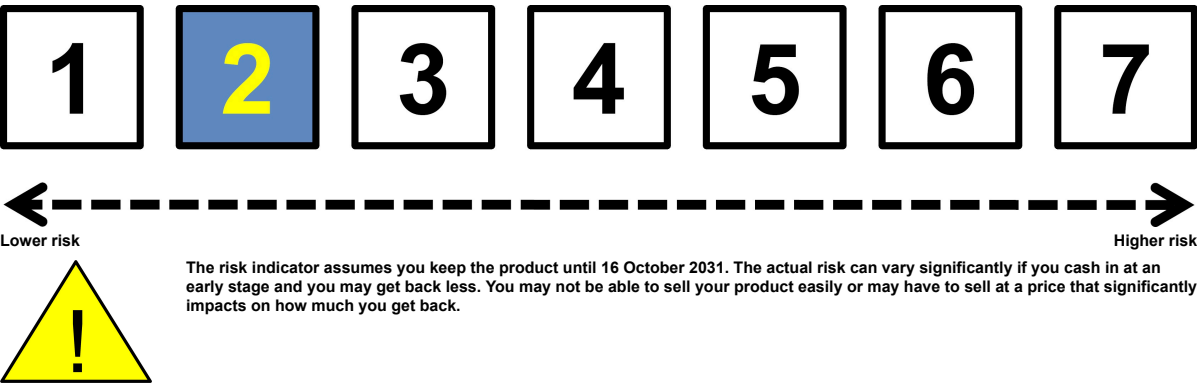 1 2 3 4 5 6 7
Lower risk Higher risk
The risk indicator assumes you keep the product until 16 October 2031. The actual risk can vary significantly if you cash in at an
early stage and you may get back less. You may not be able to sell your product easily or may have to sell at a price that significantly
impacts on how much you get back.
!